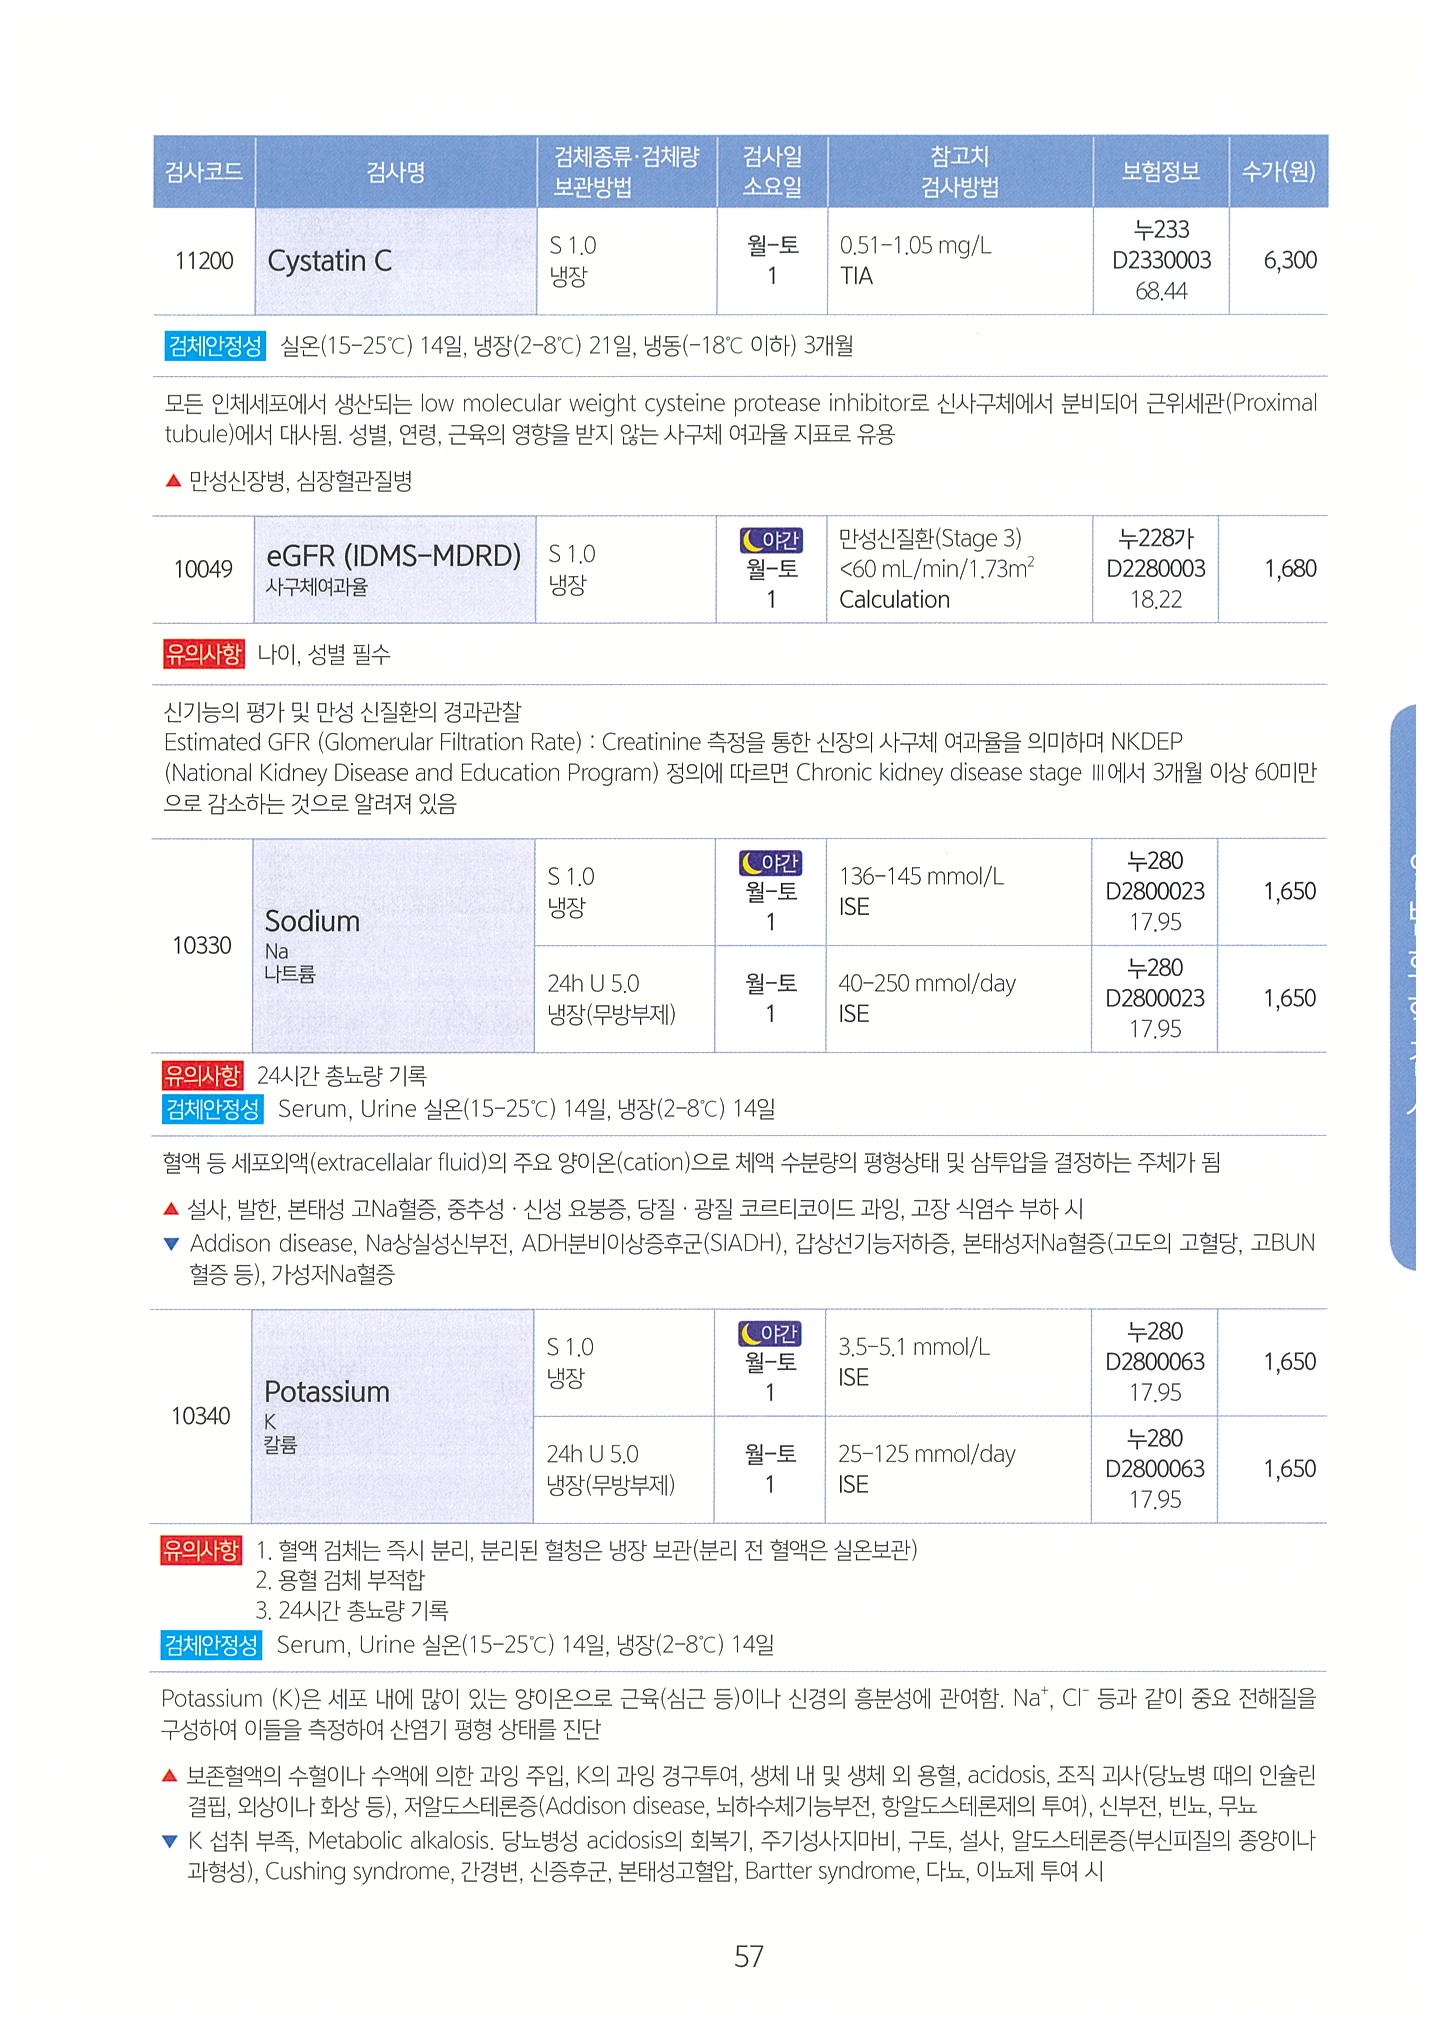 검사코드 검사명 검체종류·검체량 보관방법 검사일 소요일 참고치 검사방법 보험정보 수가(원)
11200 Cystatin C S 1.0 냉장 월-토 1 0.51-1.05 mg/L TIA 누233 D2330003 68.44 6,300
검체안정성 실온(15-25℃) 14일, 냉장(2-8℃) 21일, 냉동(-18℃ 이하) 3개월
모든 인체세포에서 생산되는 low molecular weight cysteine protease inhibitor로 신사구체에서 분비되어 근위세관(Proximal
tubule)에서 대사됨. 성별, 연령, 근육의 영향을 받지 않는 사구체 여과율 지표로 유용
▲ 만성신장병, 심장혈관질병
10049 eGFR (IDMS-MDRD) 사구체여과율 S 1.0 냉장 야간 월-토 1 만성신질환(Stage 3) <60 mL/min/1.73m² Calculation 누228가 D2280003 18.22 1,680
유의사항 나이, 성별 필수
신기능의 평가 및 만성 신질환의 경과관찰
Estimated GFR (Glomerular Filtration Rate) : Creatinine 측정을 통한 신장의 사구체 여과율을 의미하며 NKDEP
(National Kidney Disease and Education Program) 정의에 따르면 Chronic kidney disease stage Ⅲ에서 3개월 이상 60미만
으로 감소하는 것으로 알려져 있음
10330 Sodium Na 나트륨 S 1.0 냉장 야간 월-토 1 136-145 mmol/L ISE 누280 D2800023 17.95 1,650
24h U 5.0 냉장(무방부제) 월-토 1 40-250 mmol/day ISE 누280 D2800023 17.95 1,650
유의사항 24시간 총뇨량 기록
검체안정성 Serum, Urine 실온(15-25℃) 14일, 냉장(2-8℃) 14일
혈액 등 세포외액(extracellalar fluid)의 주요 양이온(cation)으로 체액 수분량의 평형상태 및 삼투압을 결정하는 주체가 됨
▲ 설사, 발한, 본태성 고Na혈증, 중추성 · 신성 요붕증, 당질 · 광질 코르티코이드 과잉, 고장 식염수 부하 시
▼ Addison disease, Na상실성신부전, ADH분비이상증후군(SIADH), 갑상선기능저하증, 본태성저Na혈증(고도의 고혈당, 고BUN
혈증 등), 가성저Na혈증
10340 Potassium K 칼륨 S 1.0 냉장 야간 월-토 1 3.5-5.1 mmol/L ISE 누280 D2800063 17.95 1,650
24h U 5.0 냉장(무방부제) 월-토 1 25-125 mmol/day ISE 누280 D2800063 17.95 1,650
유의사항 1. 혈액 검체는 즉시 분리, 분리된 혈청은 냉장 보관(분리 전 혈액은 실온보관)
2. 용혈 검체 부적합
3. 24시간 총뇨량 기록
검체안정성 Serum, Urine 실온(15-25℃) 14일, 냉장(2-8℃) 14일
Potassium (K)은 세포 내에 많이 있는 양이온으로 근육(심근 등)이나 신경의 흥분성에 관여함. Na⁺, Cl⁻ 등과 같이 중요 전해질을
구성하여 이들을 측정하여 산염기 평형 상태를 진단
▲ 보존혈액의 수혈이나 수액에 의한 과잉 주입, K의 과잉 경구투여, 생체 내 및 생체 외 용혈, acidosis, 조직 괴사(당뇨병 때의 인슐린
결핍, 외상이나 화상 등), 저알도스테론증(Addison disease, 뇌하수체기능부전, 항알도스테론제의 투여), 신부전, 빈뇨, 무뇨
▼ K 섭취 부족, Metabolic alkalosis. 당뇨병성 acidosis의 회복기, 주기성사지마비, 구토, 설사, 알도스테론증(부신피질의 종양이나
과형성), Cushing syndrome, 간경변, 신증후군, 본태성고혈압, Bartter syndrome, 다뇨, 이뇨제 투여 시
57